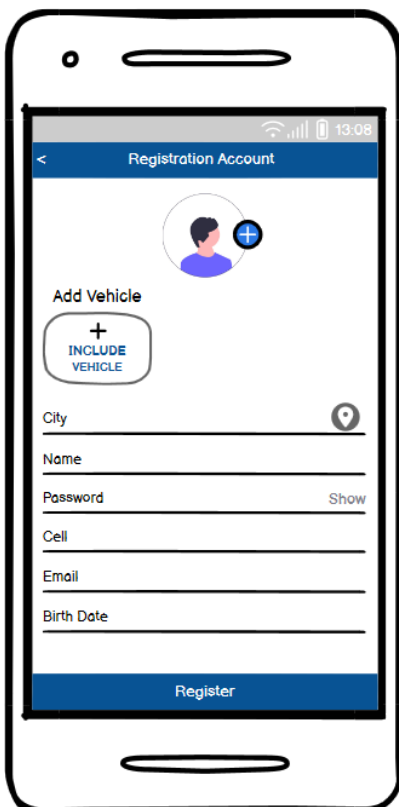 13:08
< Registration Account
Add Vehicle
+
INCLUDE
VEHICLE
City
Name
Password Show
Cell
Email
Birth Date
Register